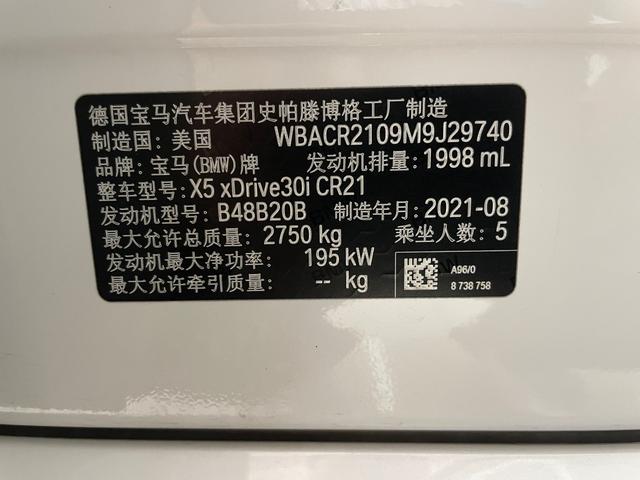 德国宝马汽车集团史帕滕博格工厂制造
制造国: 美国 WBACR2109M9J29740
品牌: 宝马(BMW)牌 发动机排量: 1998 mL
整车型号: X5 xDrive30i CR21
发动机型号: B48B20B 制造年月: 2021-08
最大允许总质量: 2750 kg 乘坐人数: 5
发动机最大净功率: 195 kW
最大允许牵引质量: -- kg
A96/0
8 738 758